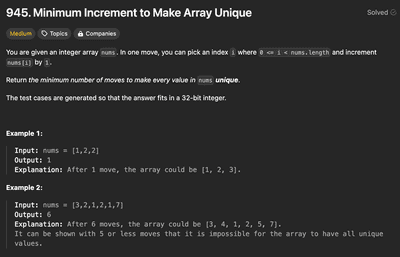 945. Minimum Increment to Make Array Unique
Solved
Medium Topics Companies
You are given an integer array nums. In one move, you can pick an index i where 0 <= i < nums.length and increment
nums[i] by 1.
Return the minimum number of moves to make every value in nums unique.
The test cases are generated so that the answer fits in a 32-bit integer.
Example 1:
Input: nums = [1,2,2]
Output: 1
Explanation: After 1 move, the array could be [1, 2, 3].
Example 2:
Input: nums = [3,2,1,2,1,7]
Output: 6
Explanation: After 6 moves, the array could be [3, 4, 1, 2, 5, 7].
It can be shown with 5 or less moves that it is impossible for the array to have all unique
values.